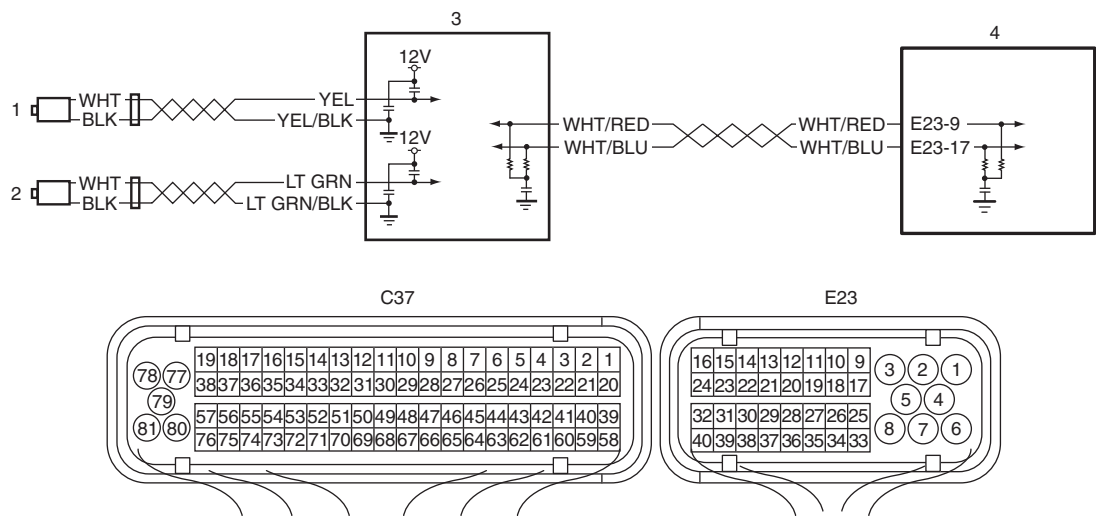 3
4
12V
1 WHT YEL
BLK YEL/BLK
12V
WHT/RED WHT/RED E23-9
WHT/BLU WHT/BLU E23-17
2 WHT LT GRN
BLK LT GRN/BLK
C37 E23
19 18 17 16 15 14 13 12 11 10 9 8 7 6 5 4 3 2 1
38 37 36 35 34 33 32 31 30 29 28 27 26 25 24 23 22 21 20
57 56 55 54 53 52 51 50 49 48 47 46 45 44 43 42 41 40 39
76 75 74 73 72 71 70 69 68 67 66 65 64 63 62 61 60 59 58
78 77
79
81 80
16 15 14 13 12 11 10 9
24 23 22 21 20 19 18 17
32 31 30 29 28 27 26 25
40 39 38 37 36 35 34 33
3 2 1
5 4
8 7 6